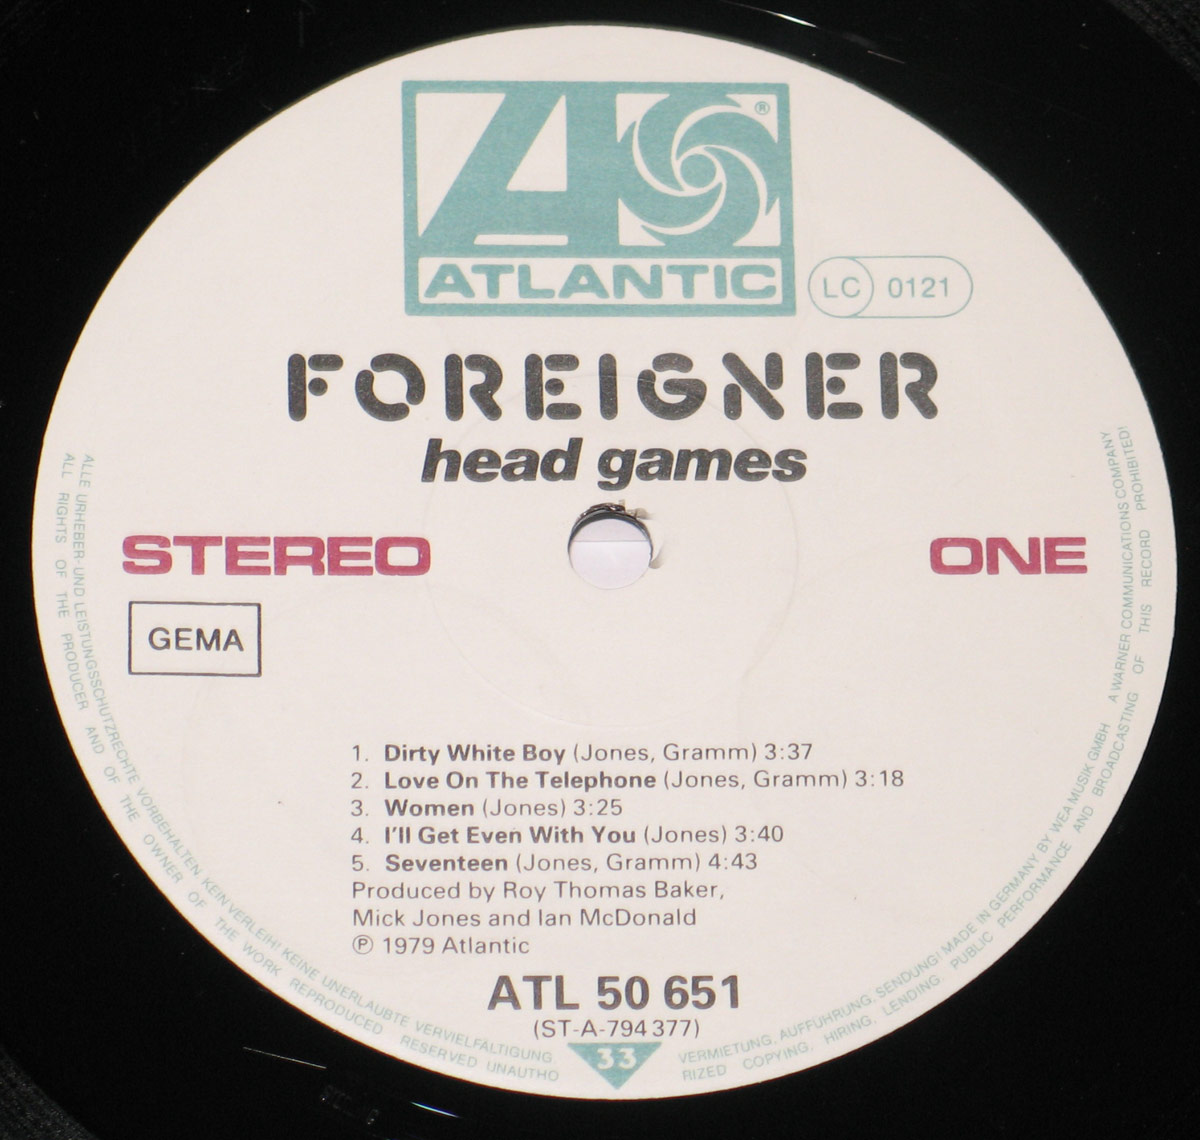 ®
ATLANTIC
LC 0121
FOREIGNER
head games
STEREO
ONE
GEMA
1. Dirty White Boy (Jones, Gramm) 3:37
2. Love On The Telephone (Jones, Gramm) 3:18
3. Women (Jones) 3:25
4. I'll Get Even With You (Jones) 3:40
5. Seventeen (Jones, Gramm) 4:43
Produced by Roy Thomas Baker,
Mick Jones and Ian McDonald
℗ 1979 Atlantic
ATL 50 651
(ST-A-794 377)
33
ALLE URHEBER- UND LEISTUNGSSCHUTZRECHTE VORBEHALTEN KEIN VERLEIH! KEINE UNERLAUBTE VERVIELFÄLTIGUNG, VERMIETUNG, AUFFÜHRUNG, SENDUNG! MADE IN GERMANY BY WEA MUSIK GMBH A WARNER COMMUNICATIONS COMPANY
ALL RIGHTS OF THE PRODUCER AND OF THE OWNER OF THE WORK REPRODUCED RESERVED UNAUTHORIZED COPYING, HIRING, LENDING, PUBLIC PERFORMANCE AND BROADCASTING OF THIS RECORD PROHIBITED!